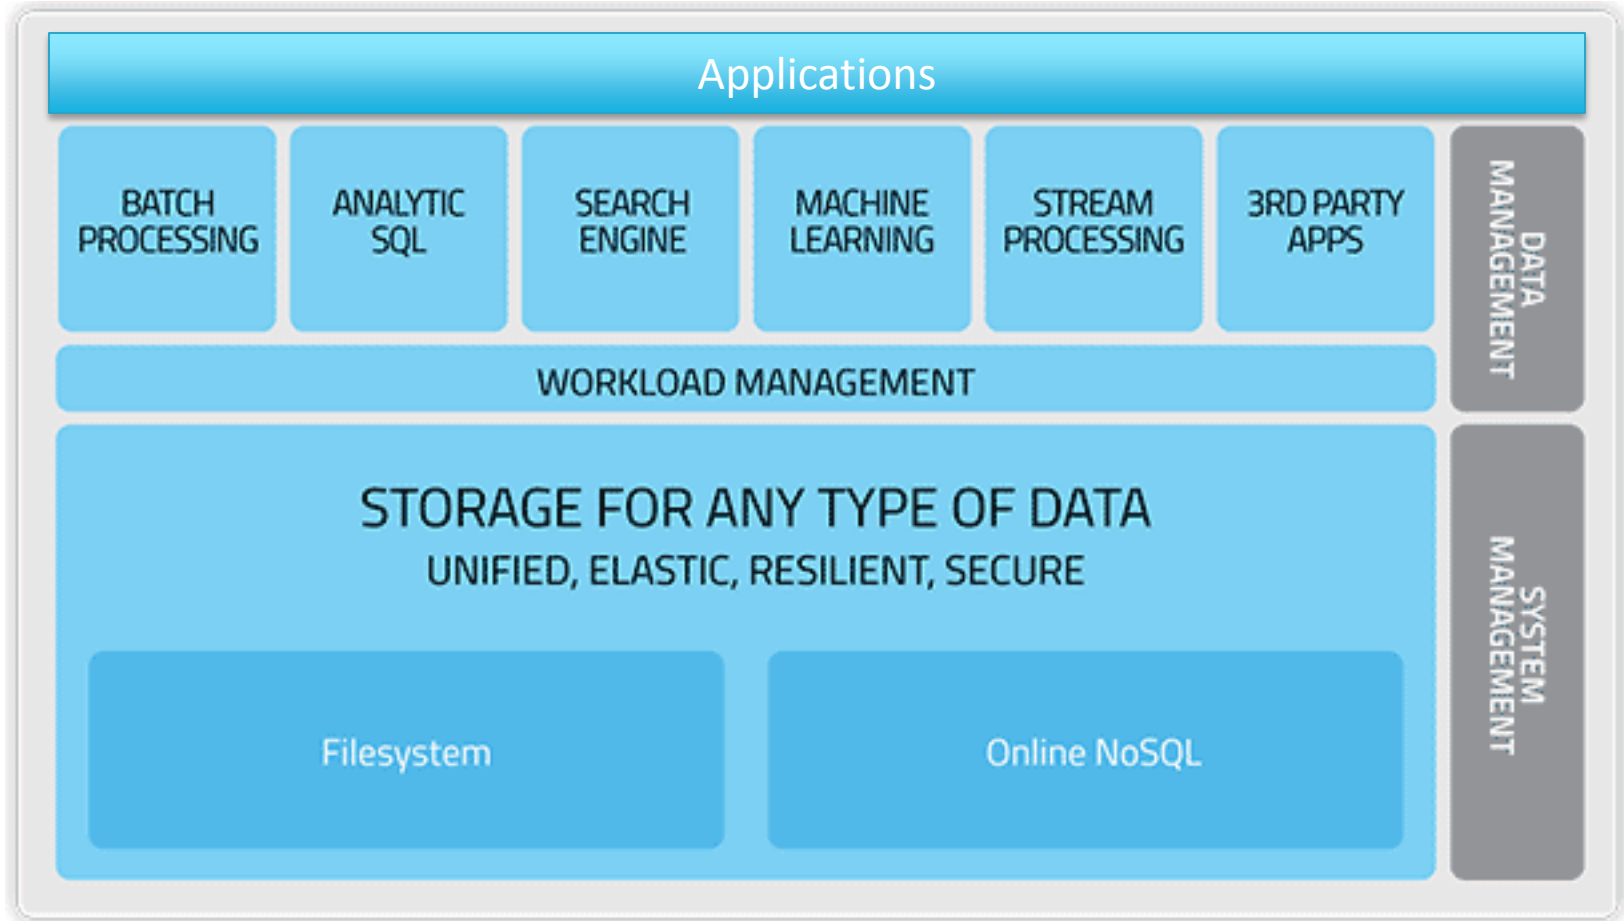 Applications
BATCH
PROCESSING
ANALYTIC
SQL
SEARCH
ENGINE
MACHINE
LEARNING
STREAM
PROCESSING
3RD PARTY
APPS
DATA
MANAGEMENT
WORKLOAD MANAGEMENT
STORAGE FOR ANY TYPE OF DATA
UNIFIED, ELASTIC, RESILIENT, SECURE
Filesystem
Online NoSQL
SYSTEM
MANAGEMENT